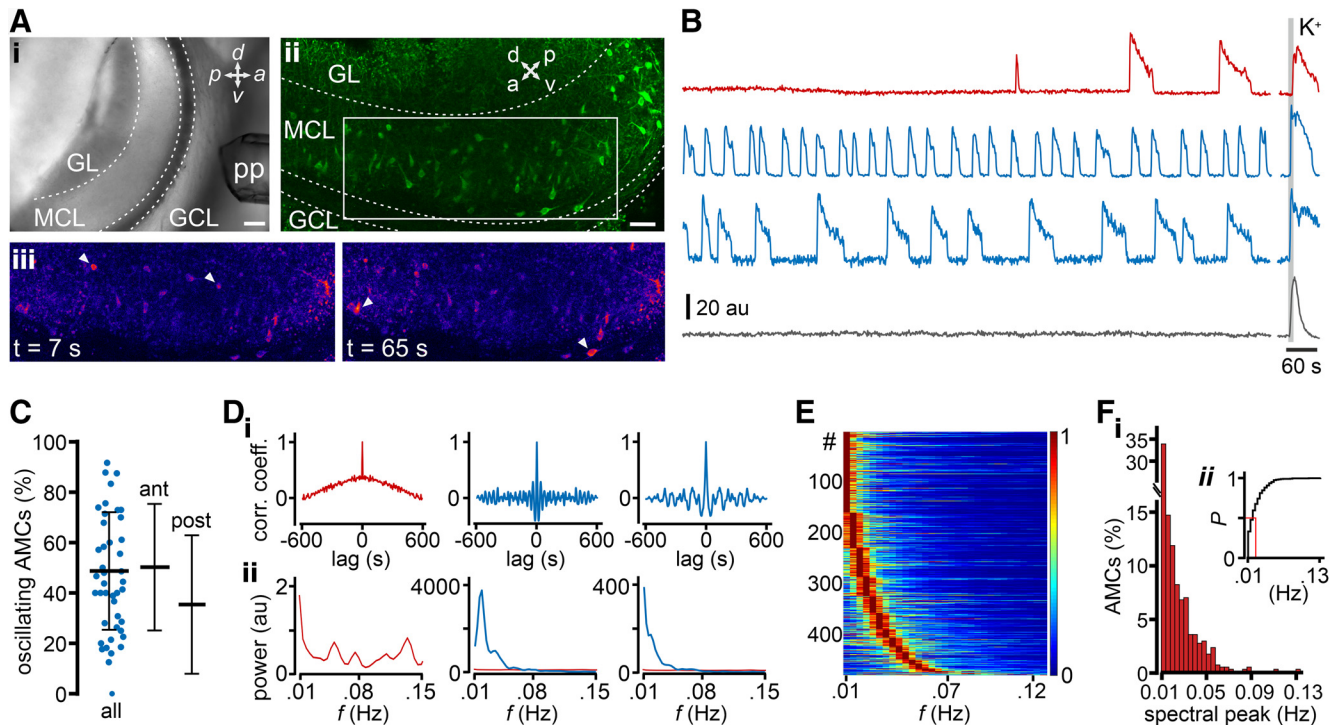 A
i
d
p a
v
GL
MCL
GCL
pp
ii
d p
a v
GL
MCL
GCL
iii
t = 7 s
t = 65 s
B
K+
20 au
60 s
C
oscillating AMCs (%)
100
80
60
40
20
0
ant
post
all
D
i
corr. coeff.
1
0
-600 0 600
lag (s)
1
0
-600 0 600
lag (s)
1
0
-600 0 600
lag (s)
ii
power (au)
2
1
0
.01 .08 .15
f (Hz)
4000
0
.01 .08 .15
f (Hz)
400
0
.01 .08 .15
f (Hz)
E
#
100
200
300
400
.01 .07 .12
f (Hz)
1
0
F
i
AMCs (%)
35
30
15
10
5
0
0.01 0.05 0.09 0.13
spectral peak (Hz)
ii
P
1
0
.01 .13
(Hz)